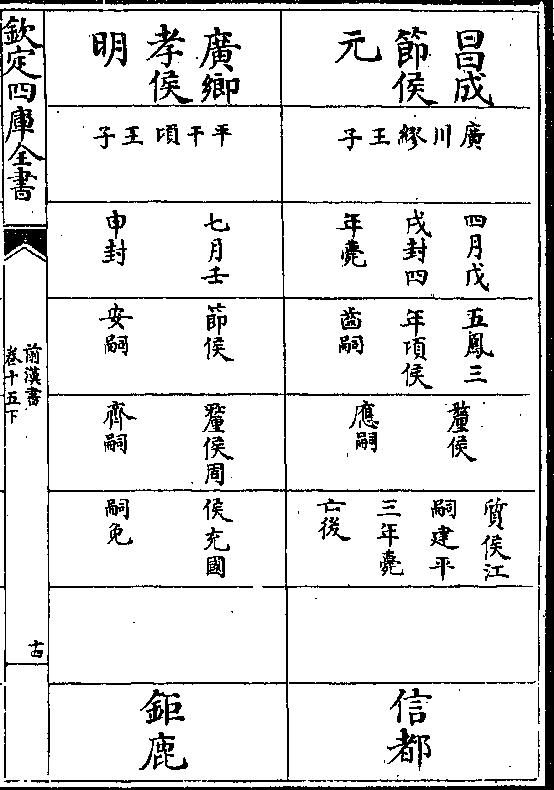 昌成
節侯
元
廣川繆王子
四月戊
戌封四
年薨
五鳳三
年頃侯
齒嗣
釐侯
應嗣
質侯江
嗣建平
三年薨
亡後
信都
廣鄉
孝侯
明
平干頃王子
七月壬
申封
節侯
安嗣
釐侯周
齊嗣
侯充國
嗣免
鉅鹿
欽定四庫全書
前漢書
卷十五下
十四